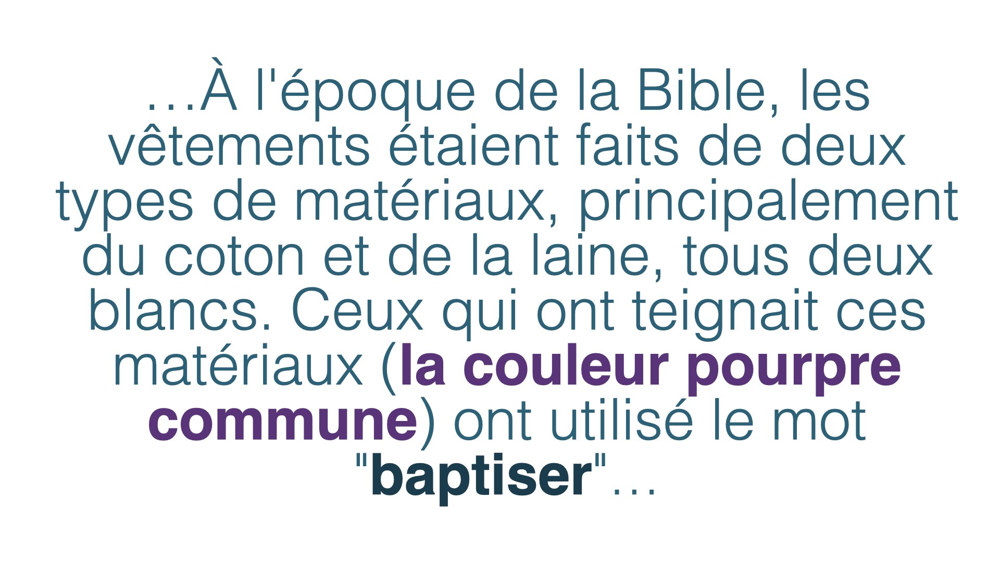 …À l'époque de la Bible, les
vêtements étaient faits de deux
types de matériaux, principalement
du coton et de la laine, tous deux
blancs. Ceux qui ont teignait ces
matériaux (la couleur pourpre
commune) ont utilisé le mot
"baptiser"…